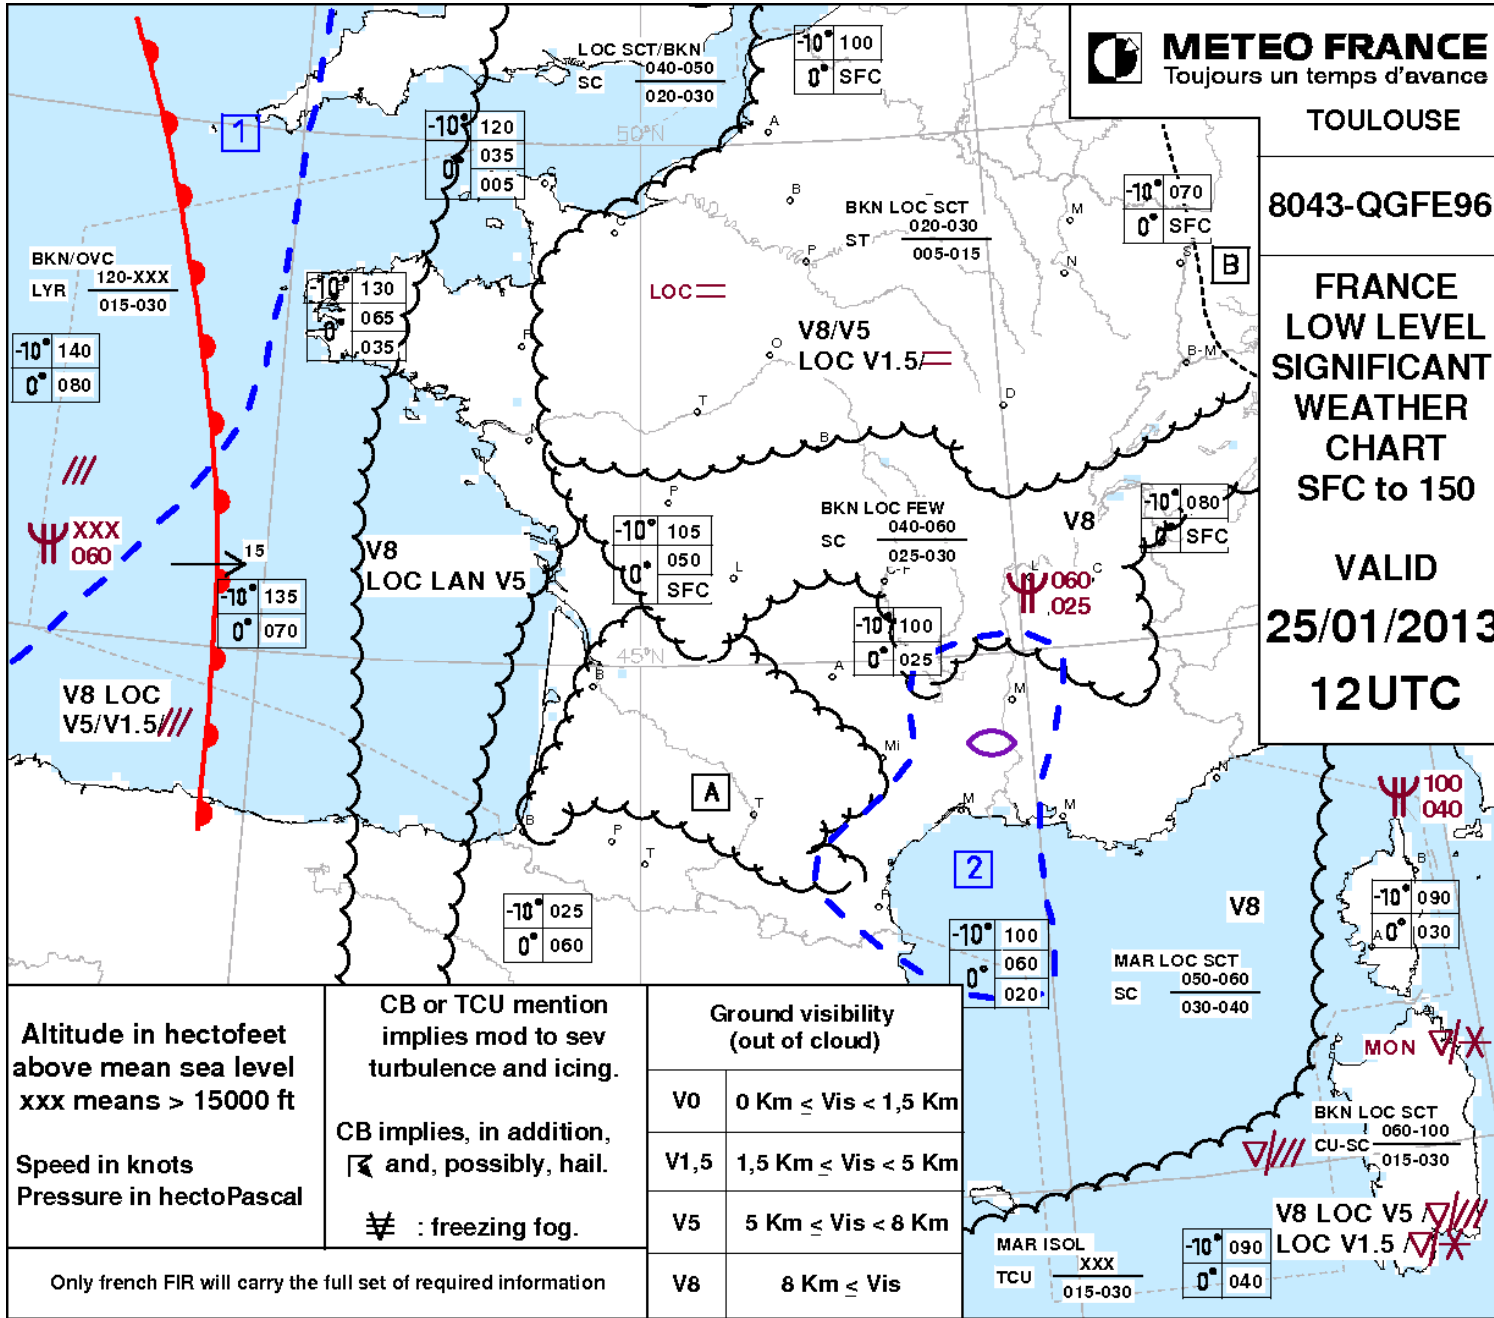 METEO FRANCE
Toujours un temps d'avance
TOULOUSE
8043-QGFE96
FRANCE
LOW LEVEL
SIGNIFICANT
WEATHER
CHART
SFC to 150
VALID
25/01/2013
12UTC
LOC SCT/BKN
SC 040-050
020-030
-10° 100
0° SFC
1
-10° 120
0° 035
005
50°N
A
B
C
BKN LOC SCT
ST 020-030
005-015
-10° 070
0° SFC
M
N
P
S
B
C
BKN/OVC
LYR 120-XXX
015-030
-10° 130
0° 065
035
LOC
V8/V5
LOC V1.5/
-10° 140
0° 080
R
O
B-M
T
D
N
B
XXX
060
15
V8
LOC LAN V5
P
-10° 105
0° 050
SFC
L
BKN LOC FEW
SC 040-060
025-030
C-F
V8
-10° 080
0° SFC
L
C
060
025
-10° 135
0° 070
-10° 100
0° 025
45°N
B
A
M
V8 LOC
V5/V1.5/
Mi
A
T
B
P
T
M
M
N
100
040
2
P
B
A
V8
-10° 090
0° 030
-10° 025
0° 060
-10° 100
0° 060
020
MAR LOC SCT
SC 050-060
030-040
MON
BKN LOC SCT
CU-SC 060-100
015-030
V8 LOC V5 /
LOC V1.5 /
MAR ISOL
TCU XXX
015-030
-10° 090
0° 040
Altitude in hectofeet
above mean sea level
xxx means > 15000 ft
Speed in knots
Pressure in hectoPascal
CB or TCU mention
implies mod to sev
turbulence and icing.
CB implies, in addition,
and, possibly, hail.
: freezing fog.
Only french FIR will carry the full set of required information
Ground visibility
(out of cloud)
V0 0 Km ≤ Vis < 1,5 Km
V1,5 1,5 Km ≤ Vis < 5 Km
V5 5 Km ≤ Vis < 8 Km
V8 8 Km ≤ Vis